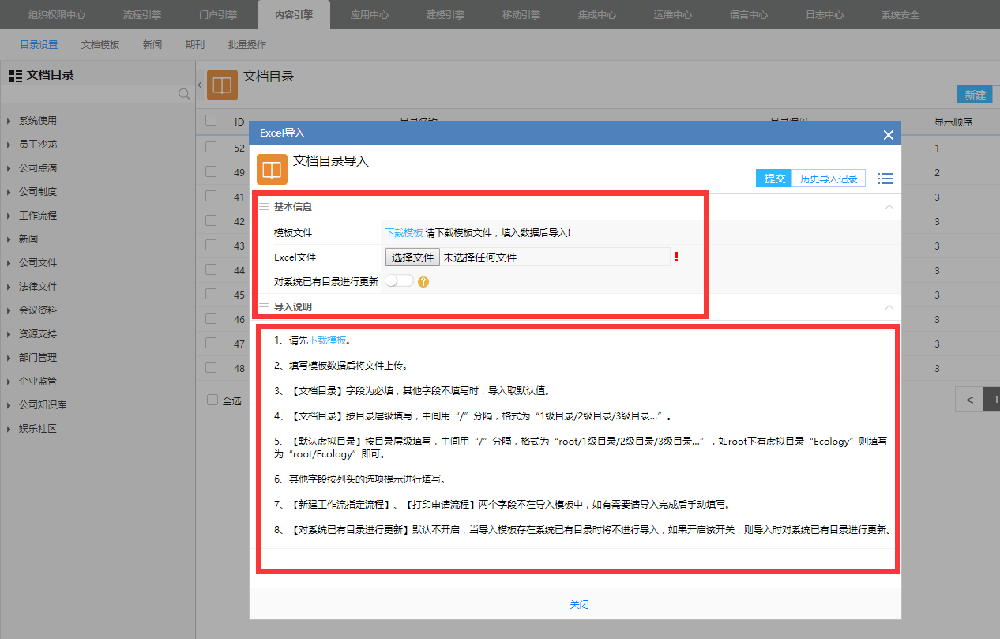 组织权限中心 流程引擎 门户引擎 内容引擎 应用中心 建模引擎 移动引擎 集成中心 运维中心 语言中心 日志中心 系统安全
目录设置 文档模板 新闻 期刊 批量操作
文档目录
系统使用
员工沙龙
公司点滴
公司制度
工作流程
新闻
公司文件
法律文件
会议资料
资源支持
部门管理
企业监管
公司知识库
娱乐社区
文档目录
新建
ID 目录名称 目录编码 显示顺序
52 1
49 2
41 3
42 3
43 3
44 3
45 3
46 3
47 3
48 3
全选
< 1
Excel导入
文档目录导入
提交 历史导入记录
基本信息
模板文件 下载模板 请下载模板文件，填入数据后导入!
Excel文件 选择文件 未选择任何文件 !
对系统已有目录进行更新 ?
导入说明
1、请先下载模板。
2、填写模板数据后将文件上传。
3、【文档目录】字段为必填，其他字段不填写时，导入取默认值。
4、【文档目录】按目录层级填写，中间用“/”分隔，格式为“1级目录/2级目录/3级目录...”。
5、【默认虚拟目录】按目录层级填写，中间用“/”分隔，格式为“root/1级目录/2级目录/3级目录...”，如root下有虚拟目录“Ecology”则填写
为“root/Ecology”即可。
6、其他字段按列头的选项提示进行填写。
7、【新建工作流指定流程】、【打印申请流程】两个字段不在导入模板中，如有需要请导入完成后手动填写。
8、【对系统已有目录进行更新】默认不开启，当导入模板存在系统已有目录时将不进行导入，如果开启该开关，则导入时对系统已有目录进行更新。
关闭